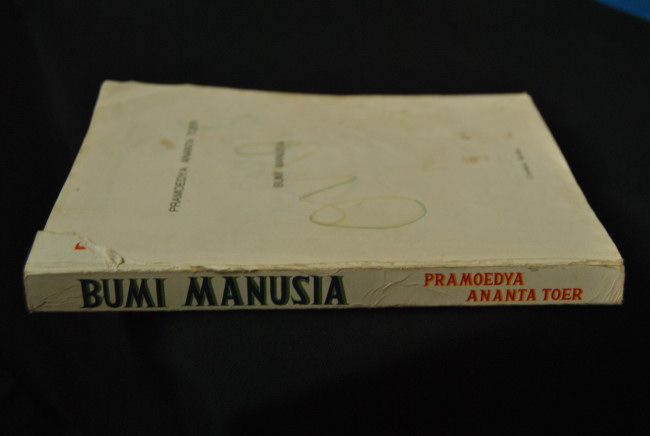 PRAMOEDYA ANANTA TOER
BUMI MANUSIA
BUMI MANUSIA
PRAMOEDYA
ANANTA TOER